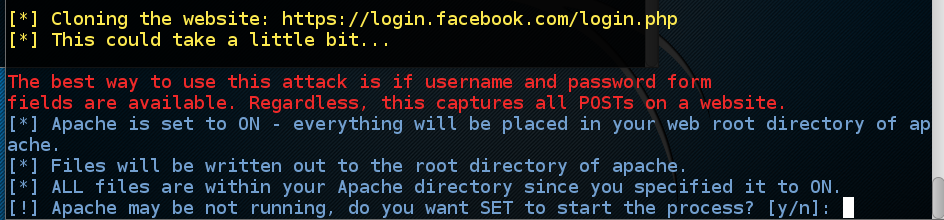 [*] Cloning the website: https://login.facebook.com/login.php
[*] This could take a little bit...
The best way to use this attack is if username and password form
fields are available. Regardless, this captures all POSTs on a website.
[*] Apache is set to ON - everything will be placed in your web root directory of ap
ache.
[*] Files will be written out to the root directory of apache.
[*] ALL files are within your Apache directory since you specified it to ON.
[!] Apache may be not running, do you want SET to start the process? [y/n]: